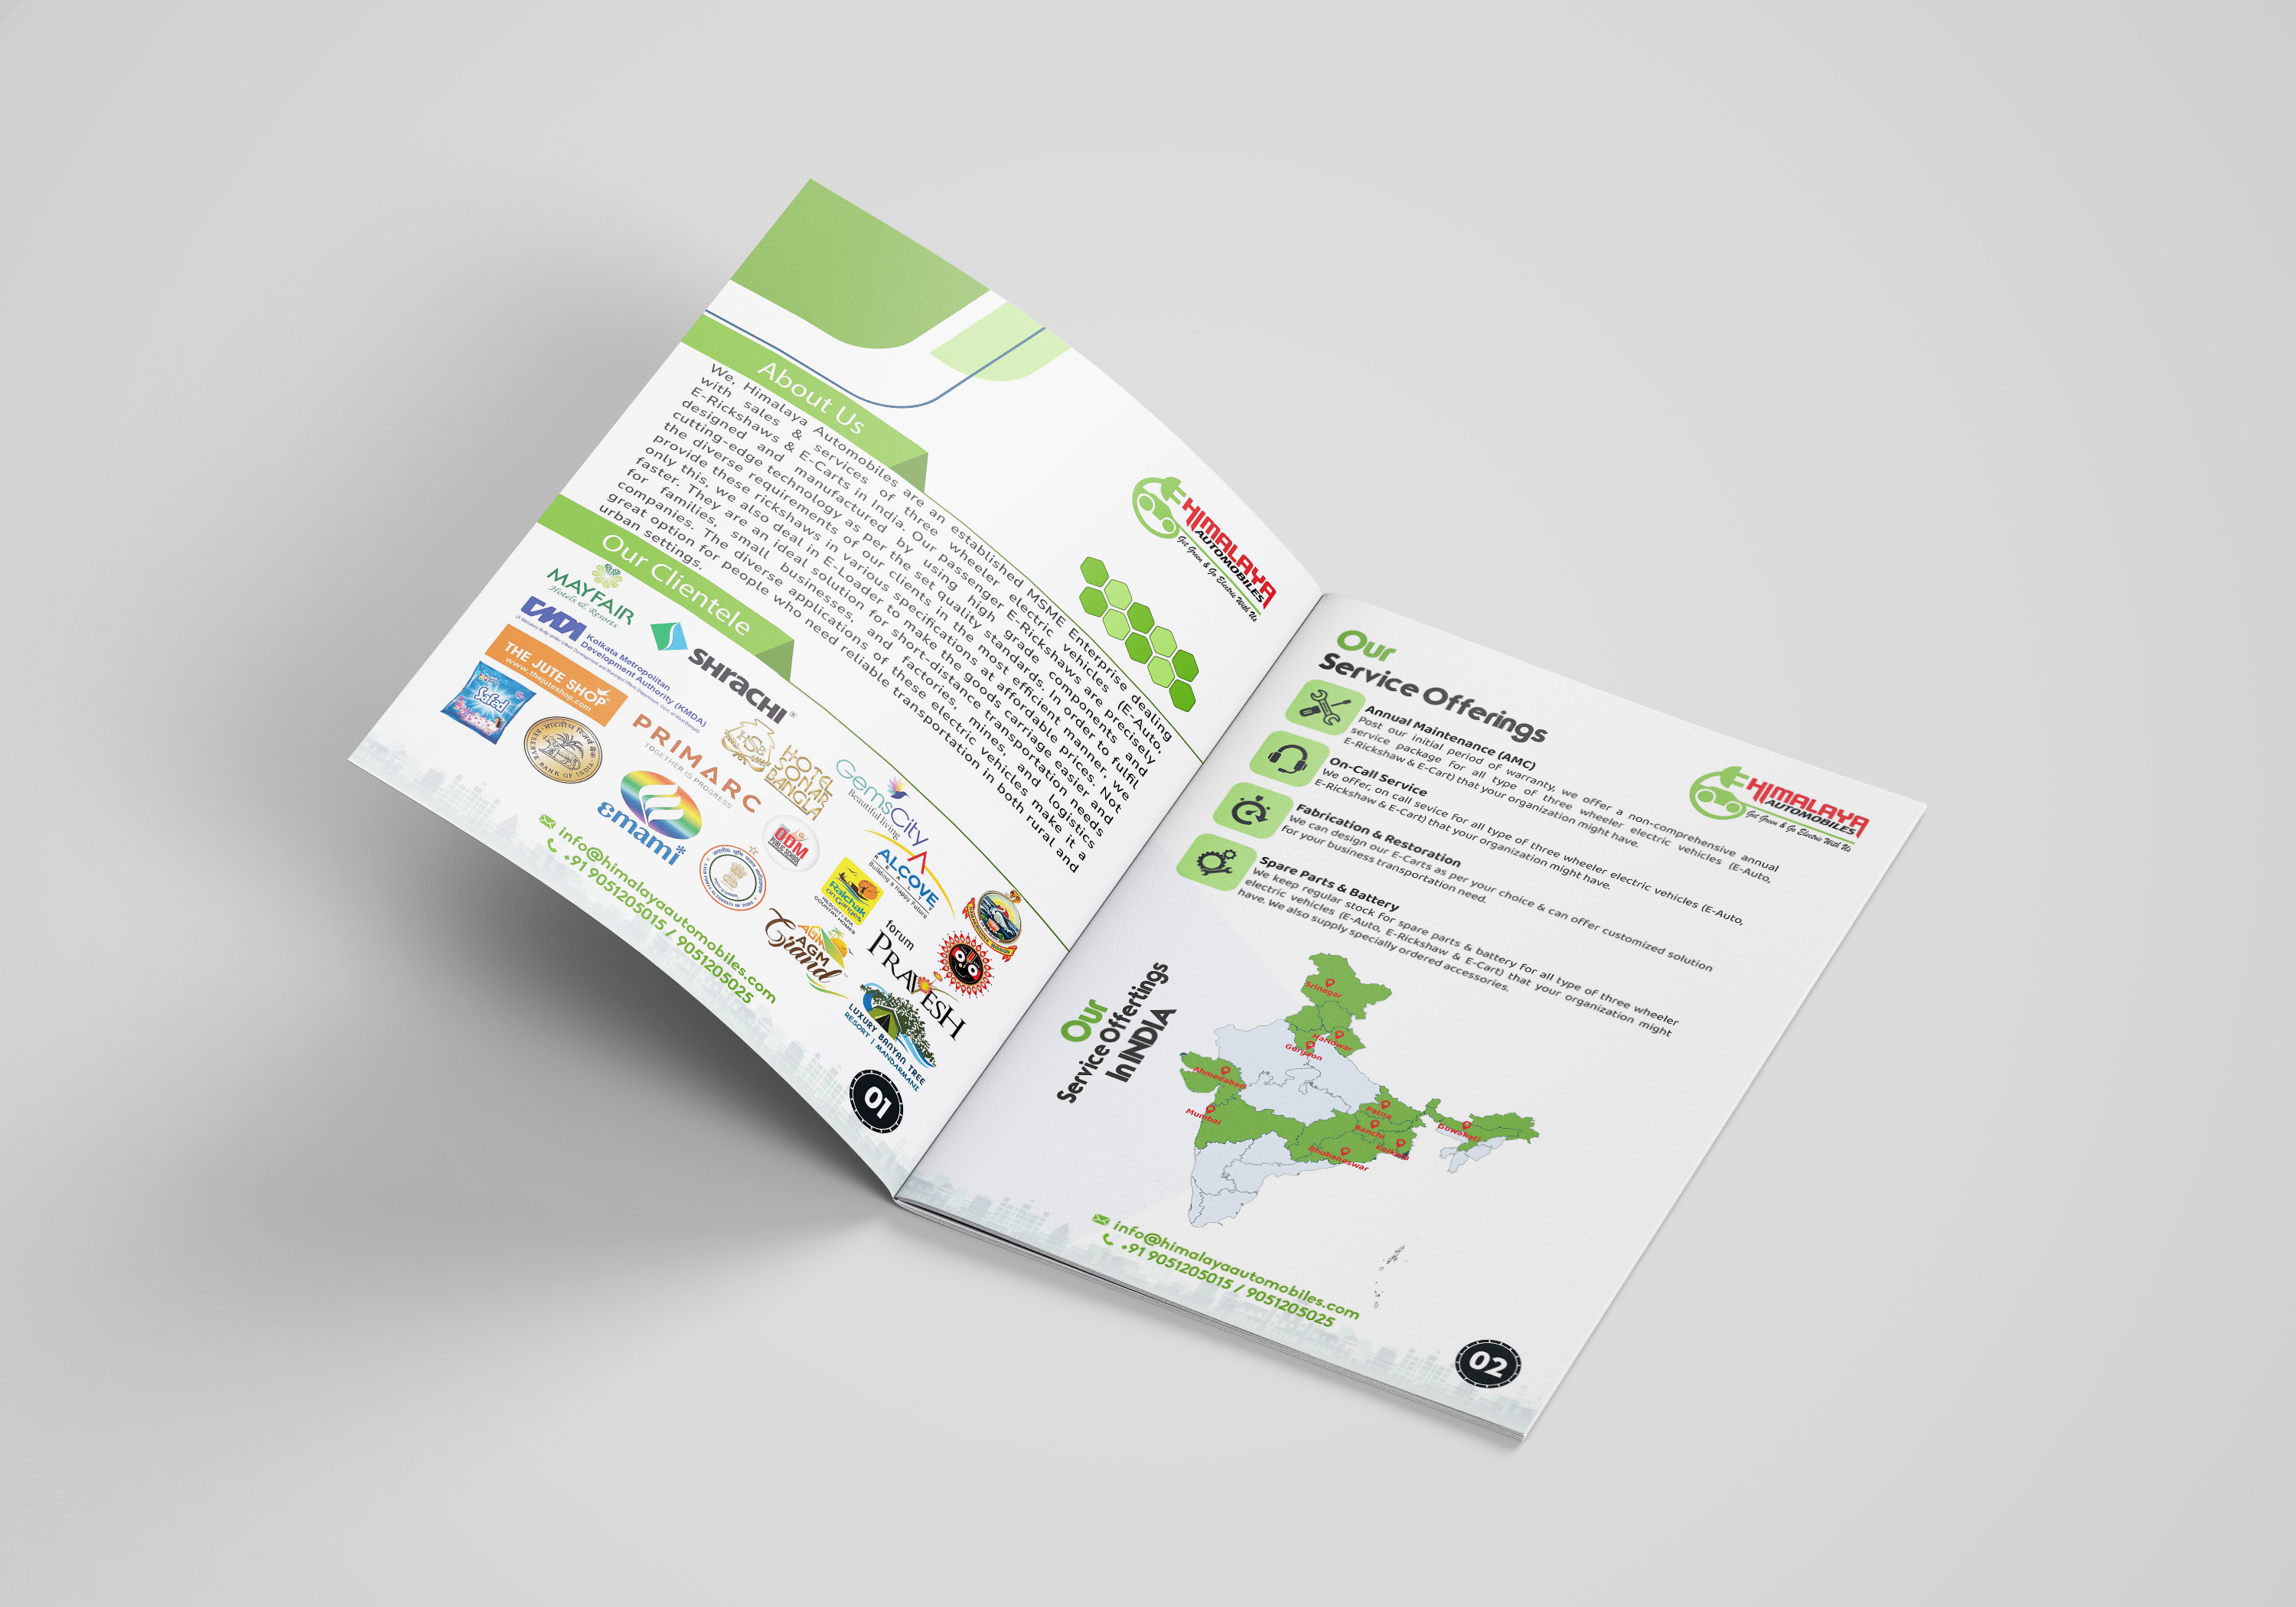 About Us
We, Himalaya Automobiles are an established MSME Enterprise dealing
with sales & services of three wheeler electric vehicles (E-Auto,
E-Rickshaws & E-Carts in India. Our passenger E-Rickshaws are precisely
designed and manufactured by using high grade components and
cutting-edge technology as per the set quality standards. In order to fulfil
the diverse requirements of our clients in the most efficient manner, we
provide these rickshaws in various specifications at affordable prices. Not
only this, we also deal in E-Loader to make the goods carriage easier and
faster. They are an ideal solution for short-distance transportation needs
for families, small businesses, and factories, mines, and logistics
companies. The diverse applications of these electric vehicles make it a
great option for people who need reliable transportation in both rural and
urban settings.
HIMALAYA
AUTOMOBILES
Get Green & Go Electric With Us
Our Clientele
MAYFAIR
Hotels & Resorts
SHRACHI®
KMDA
Kolkata Metropolitan
Development Authority (KMDA)
THE JUTE SHOP
www.thejuteshop.com
Safed
RESERVE BANK OF INDIA
PRIMARC
TOGETHER IS PROGRESS
HOTEL
SONAR
BANGLA
GemsCity
Beautiful living
emami*
ODM
PUBLIC SCHOOL
ALCOVE
REALTY
Building a Happy Future
Raichak
on Ganges
RESORT | SPA
COUNTRY HOMES
AGM
AGM
Grand
forum
PRAVESH
LUXURY BANYAN TREE
RESORT | MANDARMANI
info@himalayaautomobiles.com
+91 9051205015 / 9051205025
01
Our
Service Offerings
HIMALAYA
AUTOMOBILES
Get Green & Go Electric With Us
Annual Maintenance (AMC)
Post our initial period of warranty, we offer a non-comprehensive annual
service package for all type of three wheeler electric vehicles (E-Auto,
E-Rickshaw & E-Cart) that your organization might have.
On-Call Service
We offer, on call sevice for all type of three wheeler electric vehicles (E-Auto,
E-Rickshaw & E-Cart) that your organization might have.
Fabrication & Restoration
We can design our E-Carts as per your choice & can offer customized solution
for your business transportation need.
Spare Parts & Battery
We keep regular stock for spare parts & battery for all type of three wheeler
electric vehicles (E-Auto, E-Rickshaw & E-Cart) that your organization might
have. We also supply specially ordered accessories.
Our
Service Offertings
In INDIA
Srinagar
Haridwar
Gurgaon
Ahmedabad
Mumbai
Patna
Ranchi
Kolkata
Bhubaneswar
Guwahati
info@himalayaautomobiles.com
+91 9051205015 / 9051205025
02